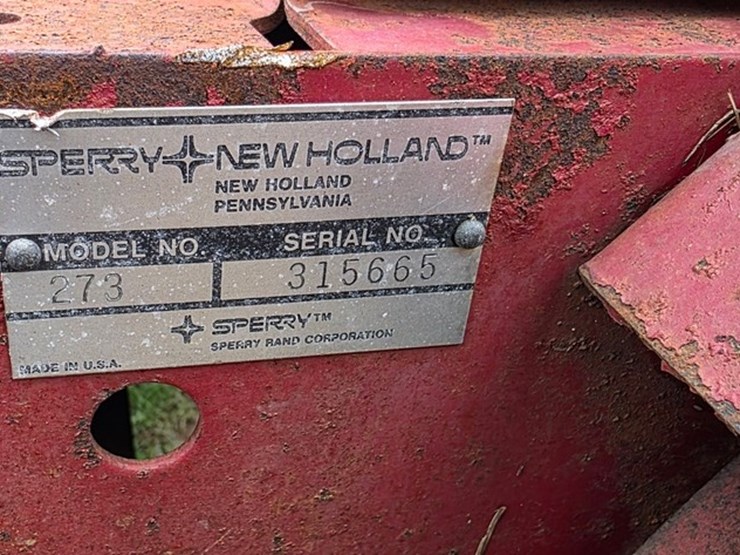 SPERRY NEW HOLLAND™
NEW HOLLAND
PENNSYLVANIA
MODEL NO. SERIAL NO.
273 315665
SPERRY™
SPERRY RAND CORPORATION
MADE IN U.S.A.